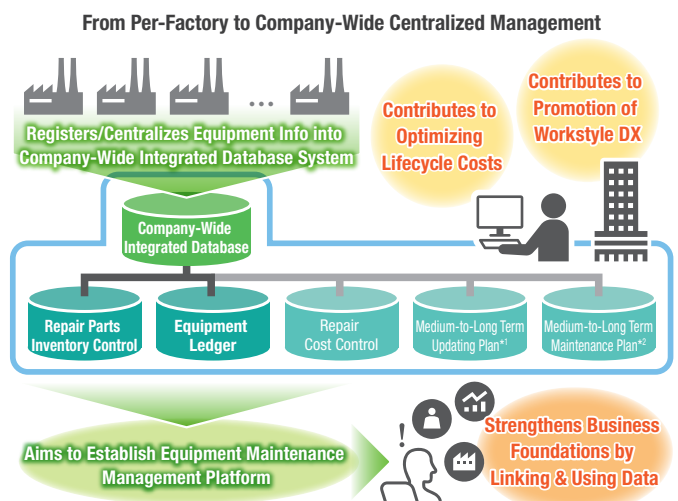 From Per-Factory to Company-Wide Centralized Management
...
Registers/Centralizes Equipment Info into
Company-Wide Integrated Database System
Contributes to
Optimizing
Lifecycle Costs
Contributes to
Promotion of
Workstyle DX
Company-Wide
Integrated Database
Repair Parts
Inventory Control
Equipment
Ledger
Repair
Cost Control
Medium-to-Long Term
Updating Plan*1
Medium-to-Long Term
Maintenance Plan*2
Aims to Establish Equipment Maintenance
Management Platform
!
Strengthens Business
Foundations by
Linking & Using Data